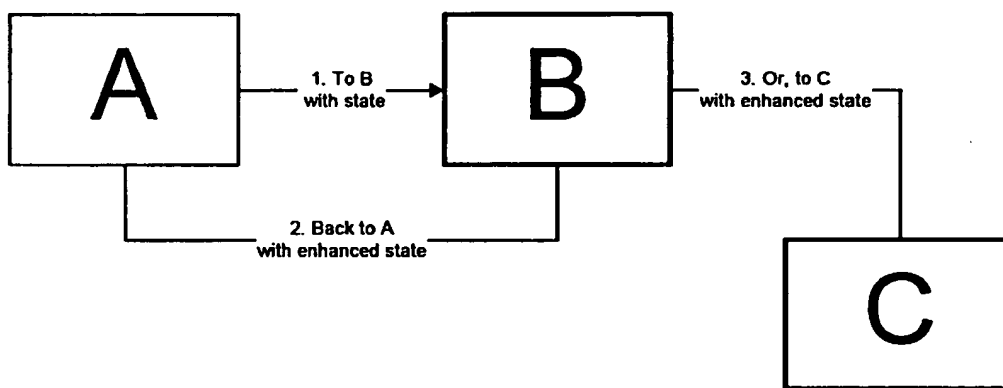 A
1. To B
with state
B
3. Or, to C
with enhanced state
2. Back to A
with enhanced state
C